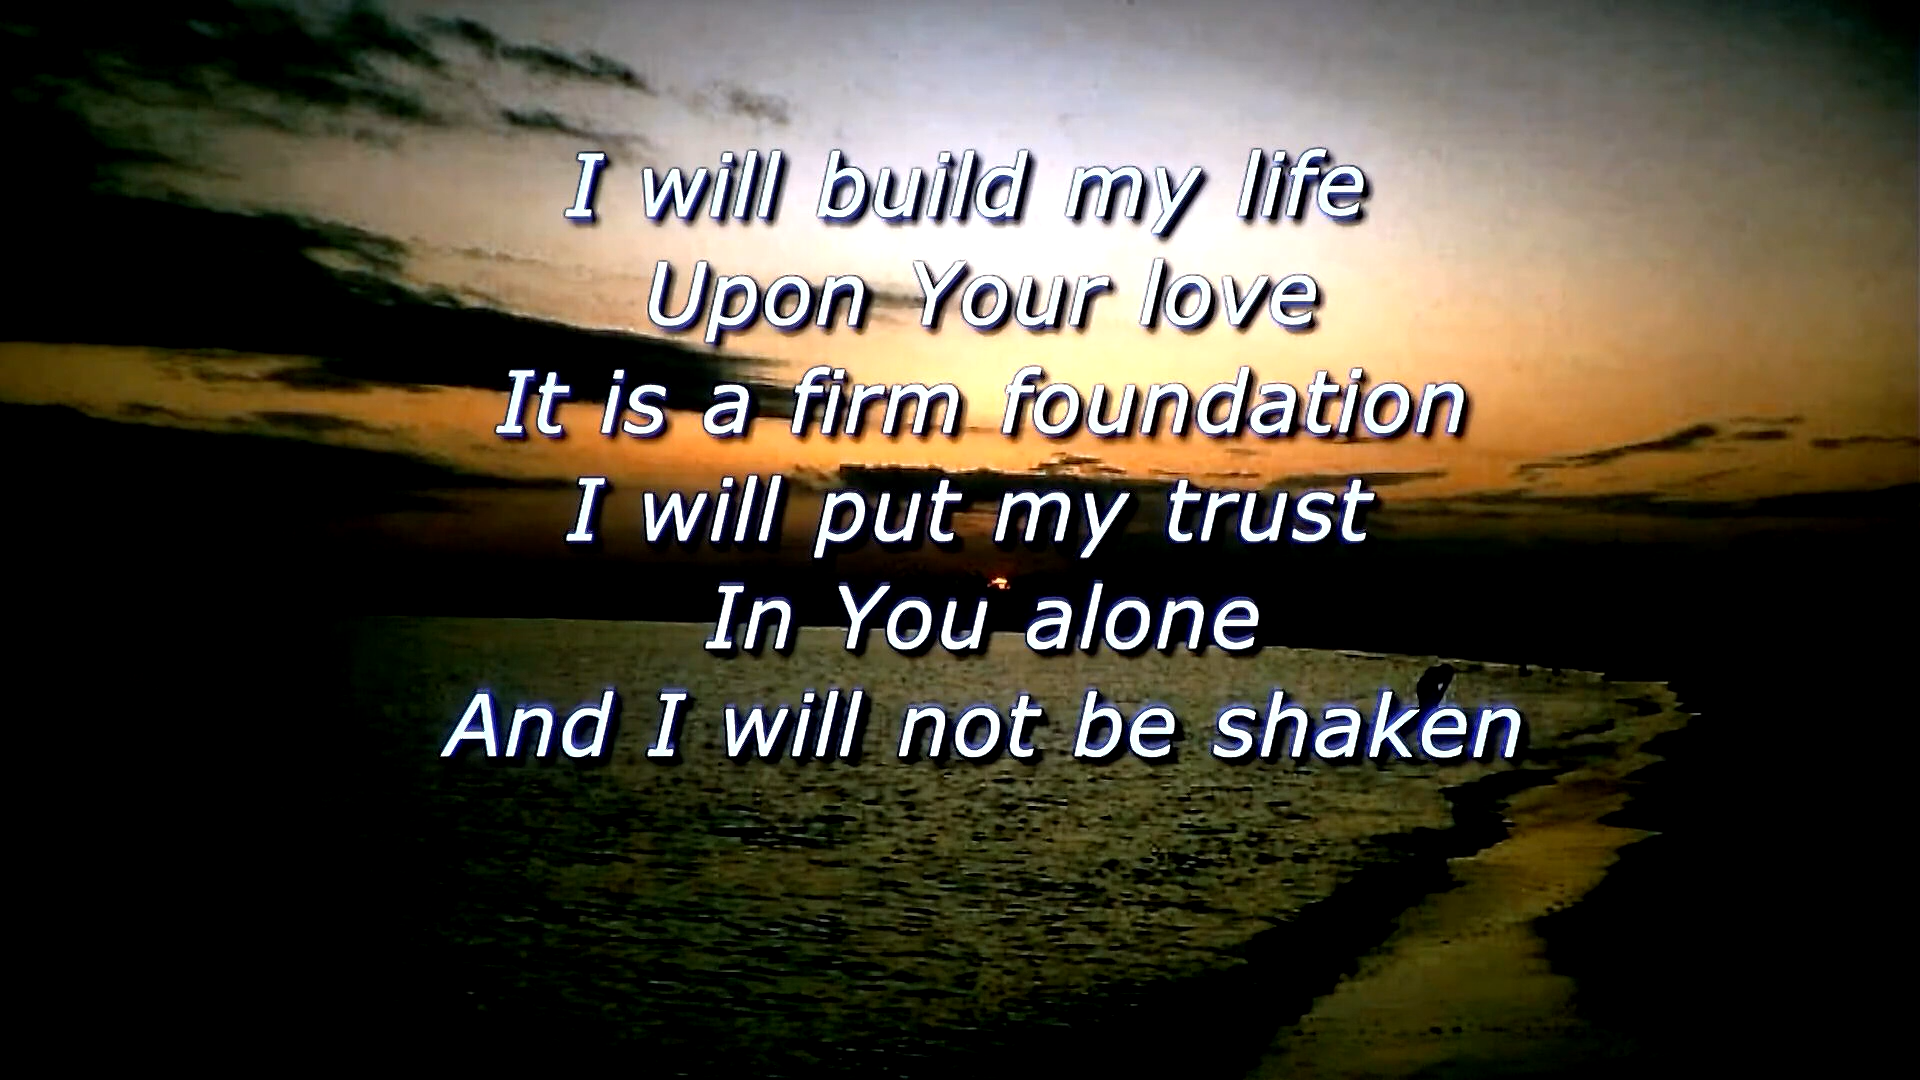 I will build my life
Upon Your love
It is a firm foundation
I will put my trust
In You alone
And I will not be shaken